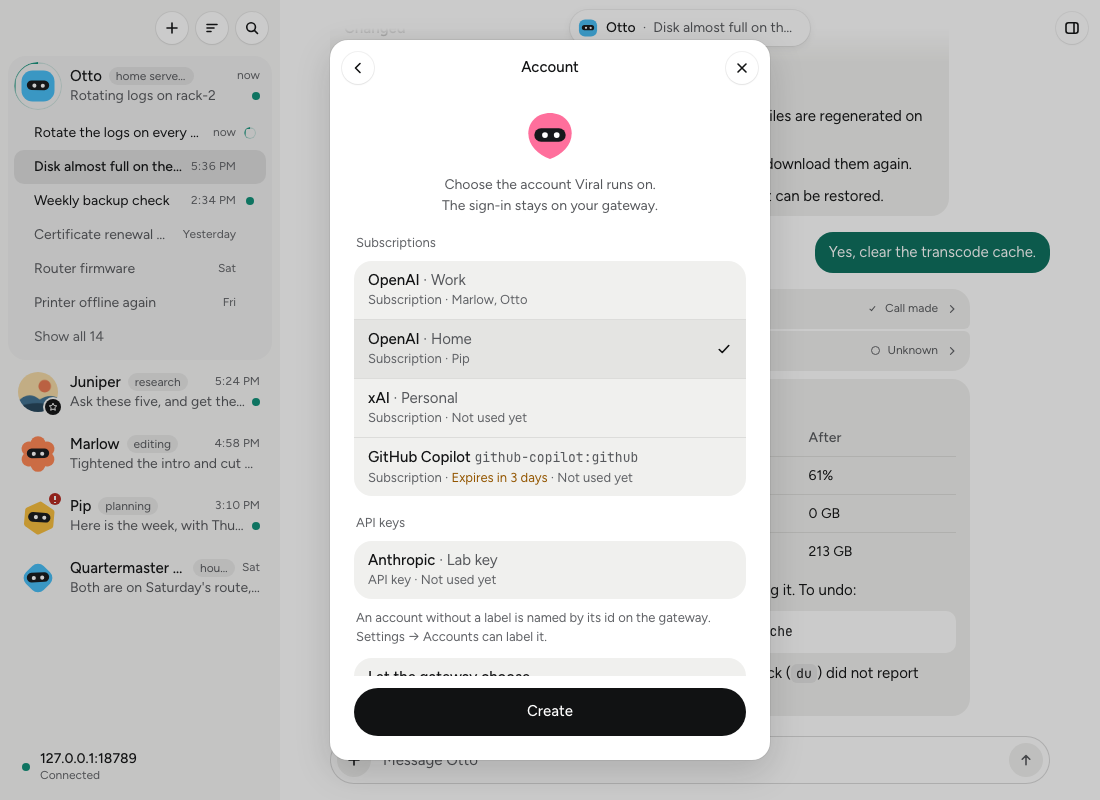 Otto home serve... now
Rotating logs on rack-2
Rotate the logs on every ... now
Disk almost full on the... 5:36 PM
Weekly backup check 2:34 PM
Certificate renewal ... Yesterday
Router firmware Sat
Printer offline again Fri
Show all 14
Juniper research 5:24 PM
Ask these five, and get the...
Marlow editing 4:58 PM
Tightened the intro and cut ...
Pip planning 3:10 PM
Here is the week, with Thu...
Quartermaster ... hou... Sat
Both are on Saturday's route,...
127.0.0.1:18789
Connected
Otto · Disk almost full on th...
Changed
Account
Choose the account Viral runs on.
The sign-in stays on your gateway.
Subscriptions
OpenAI · Work
Subscription · Marlow, Otto
OpenAI · Home
Subscription · Pip
xAI · Personal
Subscription · Not used yet
GitHub Copilot github-copilot:github
Subscription · Expires in 3 days · Not used yet
API keys
Anthropic · Lab key
API key · Not used yet
An account without a label is named by its id on the gateway.
Settings → Accounts can label it.
Let the gateway choose
Create
files are regenerated on
download them again.
can be restored.
Yes, clear the transcode cache.
Call made
Unknown
After
61%
0 GB
213 GB
it. To undo:
(du) did not report
Message Otto